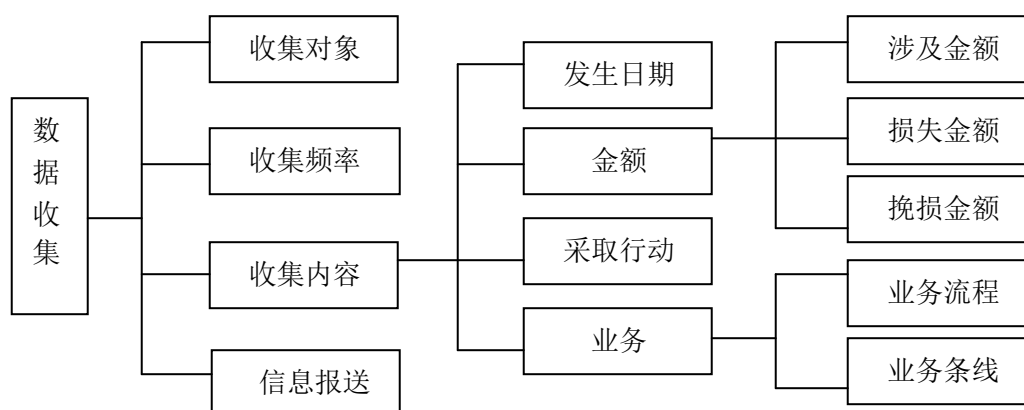 数据收集
收集对象
收集频率
收集内容
信息报送
发生日期
金额
采取行动
业务
涉及金额
损失金额
挽损金额
业务流程
业务条线